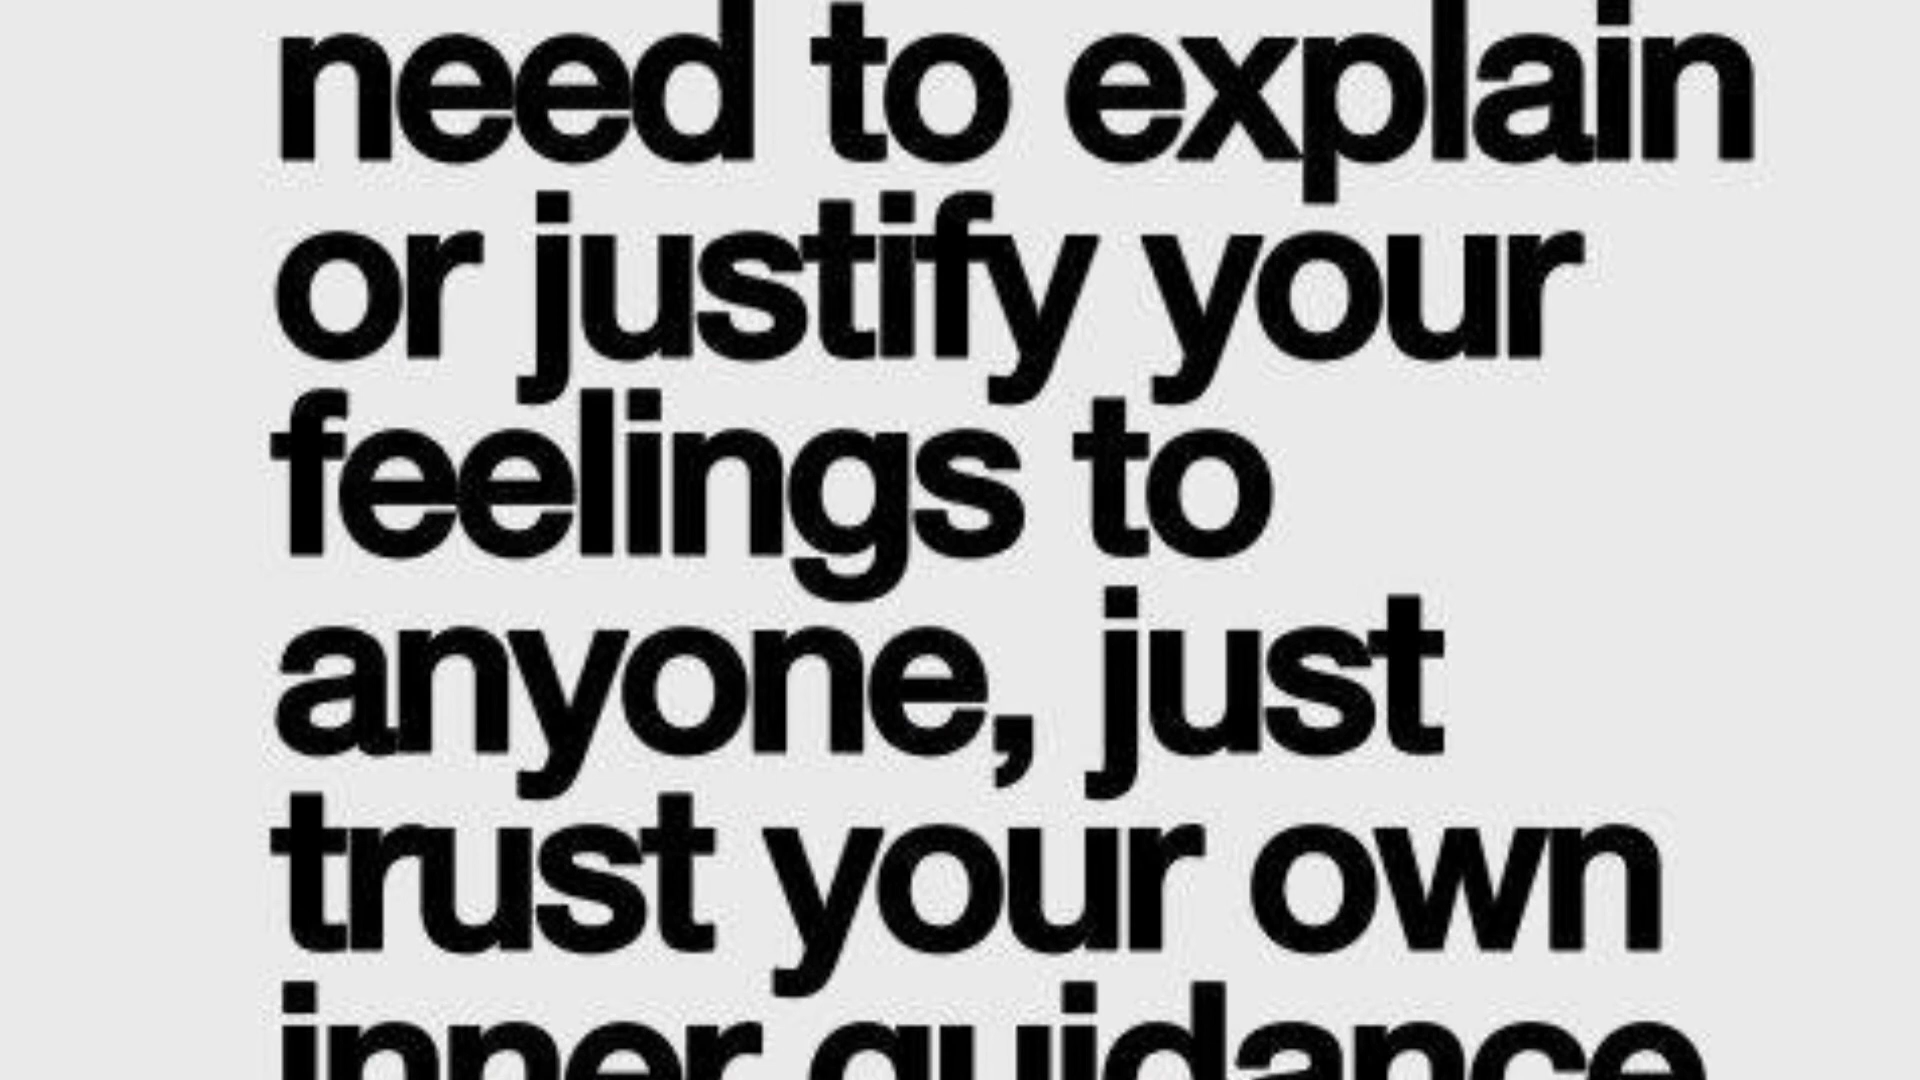 need to explain
or justify your
feelings to
anyone, just
trust your own
inner guidance